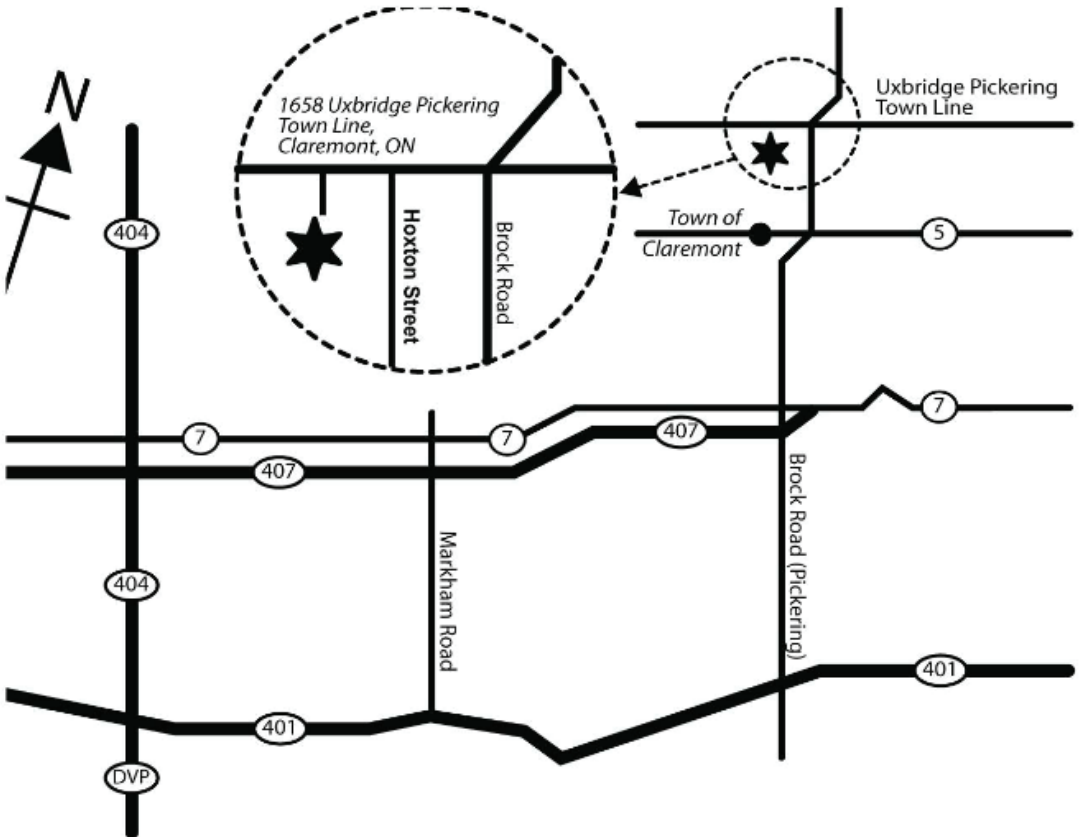 N
1658 Uxbridge Pickering
Town Line,
Claremont, ON
Hoxton Street
Brock Road
Uxbridge Pickering
Town Line
Town of
Claremont
5
404
7
7
407
407
7
Brock Road (Pickering)
Markham Road
404
401
401
DVP